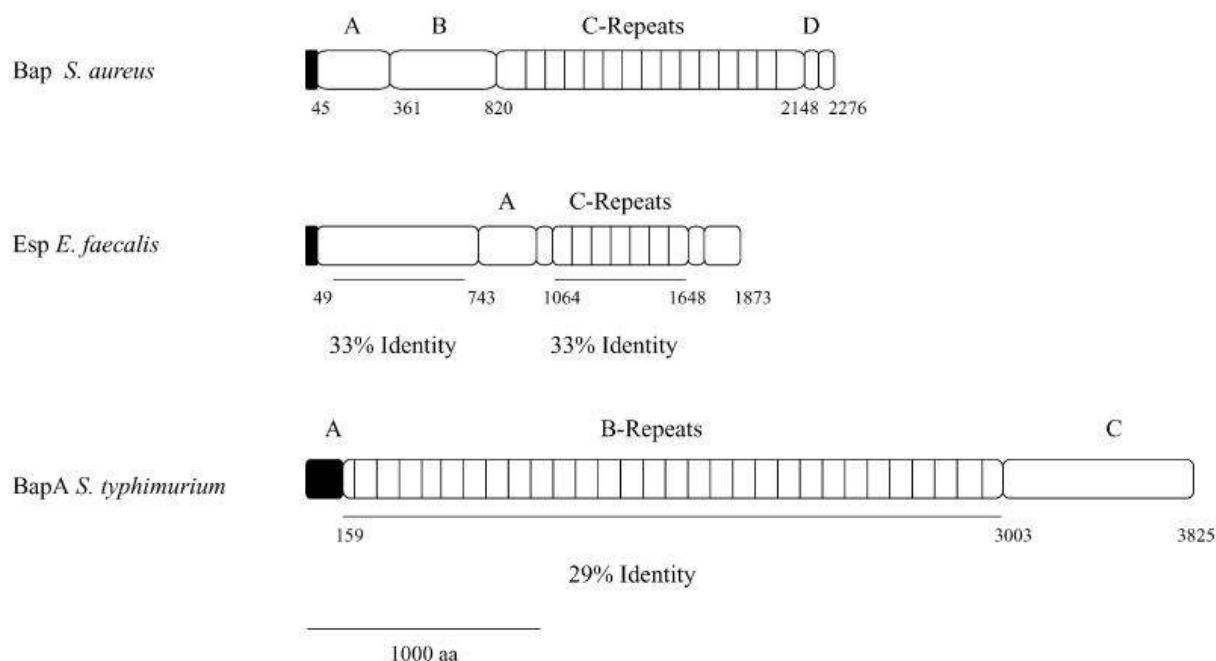 A B C-Repeats D
Bap S. aureus
45 361 820 2148 2276
A C-Repeats
Esp E. faecalis
49 743 1064 1648 1873
33% Identity 33% Identity
A B-Repeats C
BapA S. typhimurium
159 3003 3825
29% Identity
1000 aa